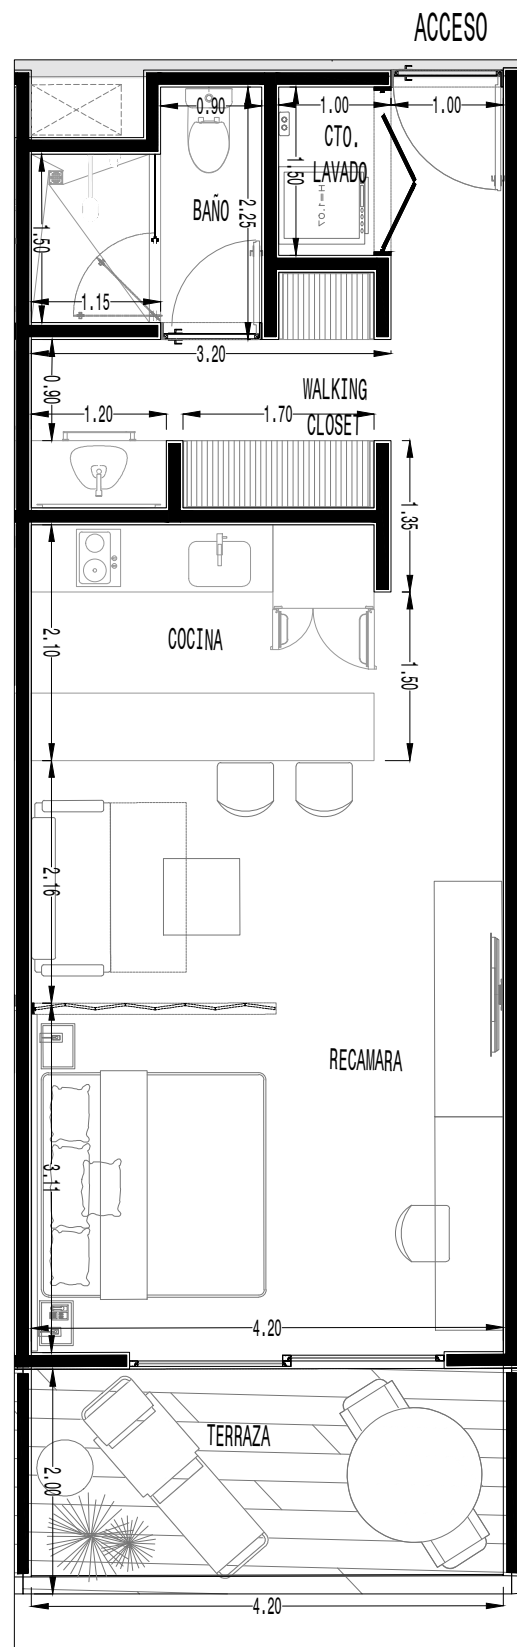 ACCESO
0.90
1.00
1.00
CTO.
LAVADO
1.50
H=1.07
BAÑO
2.25
1.50
1.15
3.20
0.90
WALKING
CLOSET
1.20
1.70
1.35
2.10
COCINA
1.50
2.16
RECAMARA
3.11
4.20
TERRAZA
2.00
4.20